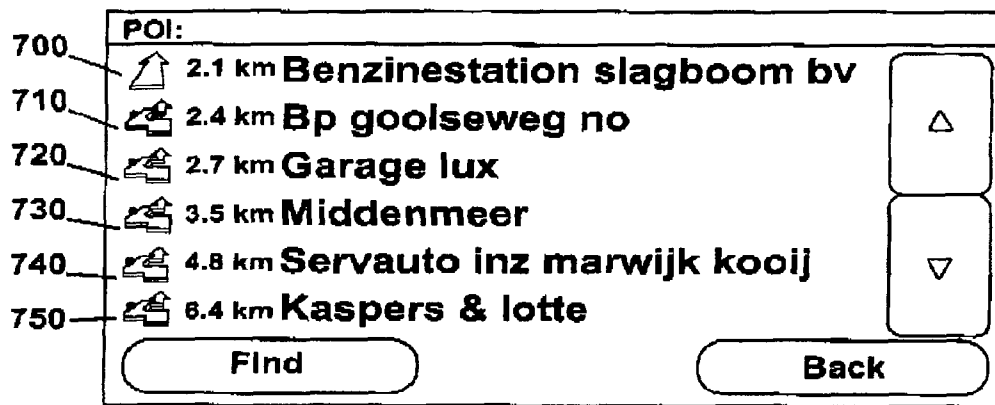 POI:
700 2.1 km Benzinestation slagboom bv
710 2.4 km Bp goolseweg no
720 2.7 km Garage lux
730 3.5 km Middenmeer
740 4.8 km Servauto inz marwijk kooij
750 6.4 km Kaspers & lotte
Find Back